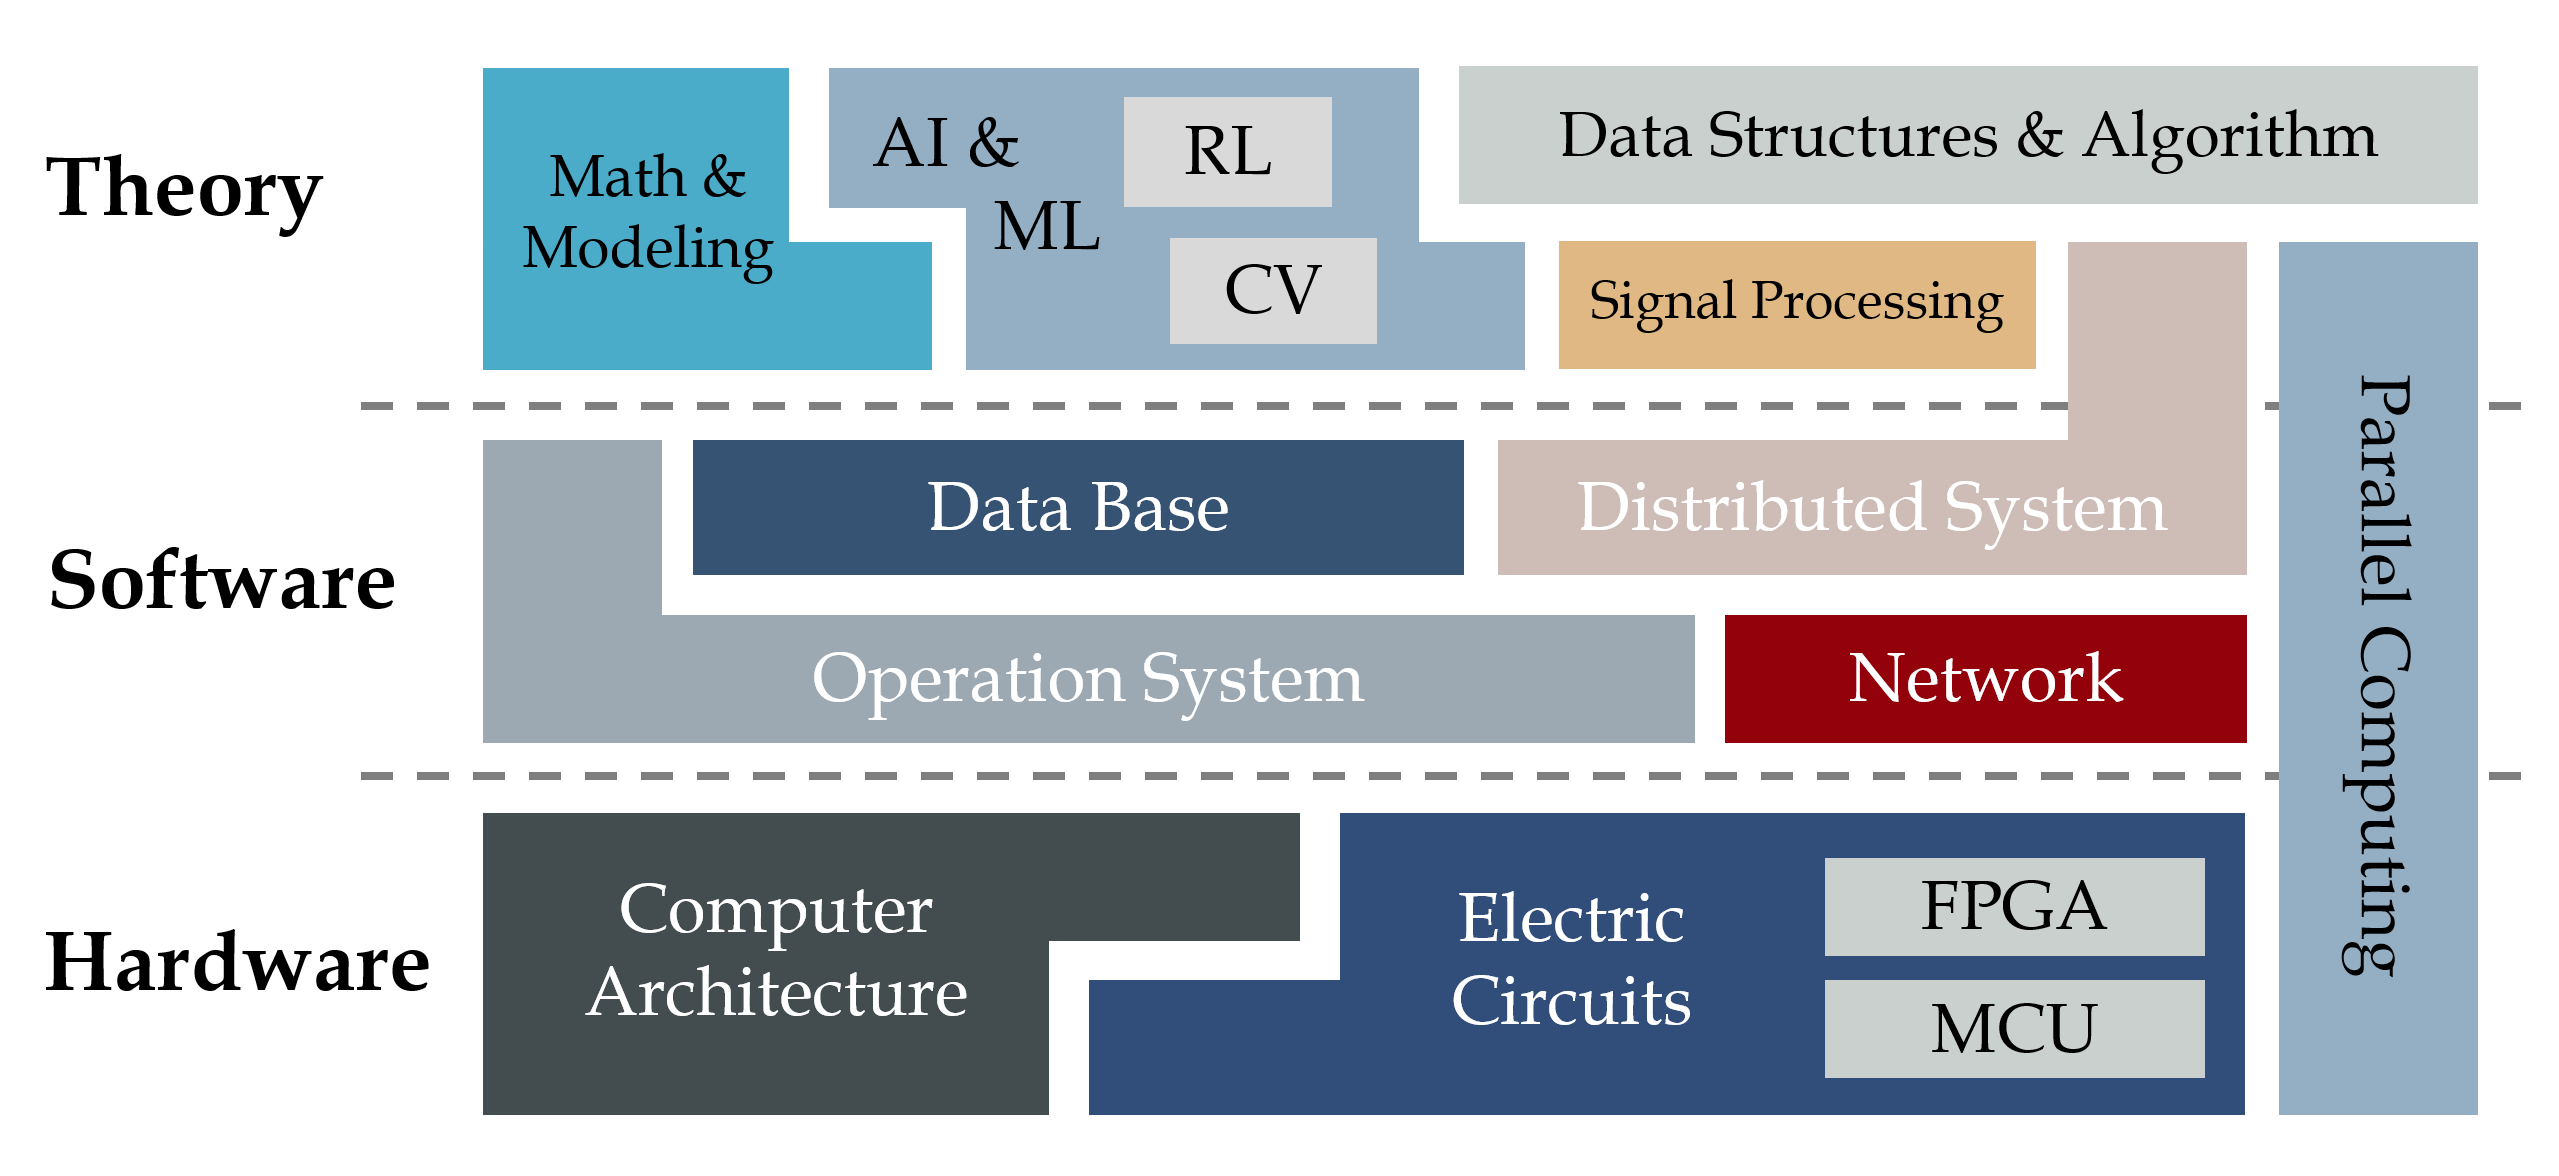 Theory
Math &
Modeling
AI &
ML
RL
CV
Data Structures & Algorithm
Signal Processing
Parallel Computing
Software
Data Base
Distributed System
Operation System
Network
Hardware
Computer
Architecture
Electric
Circuits
FPGA
MCU